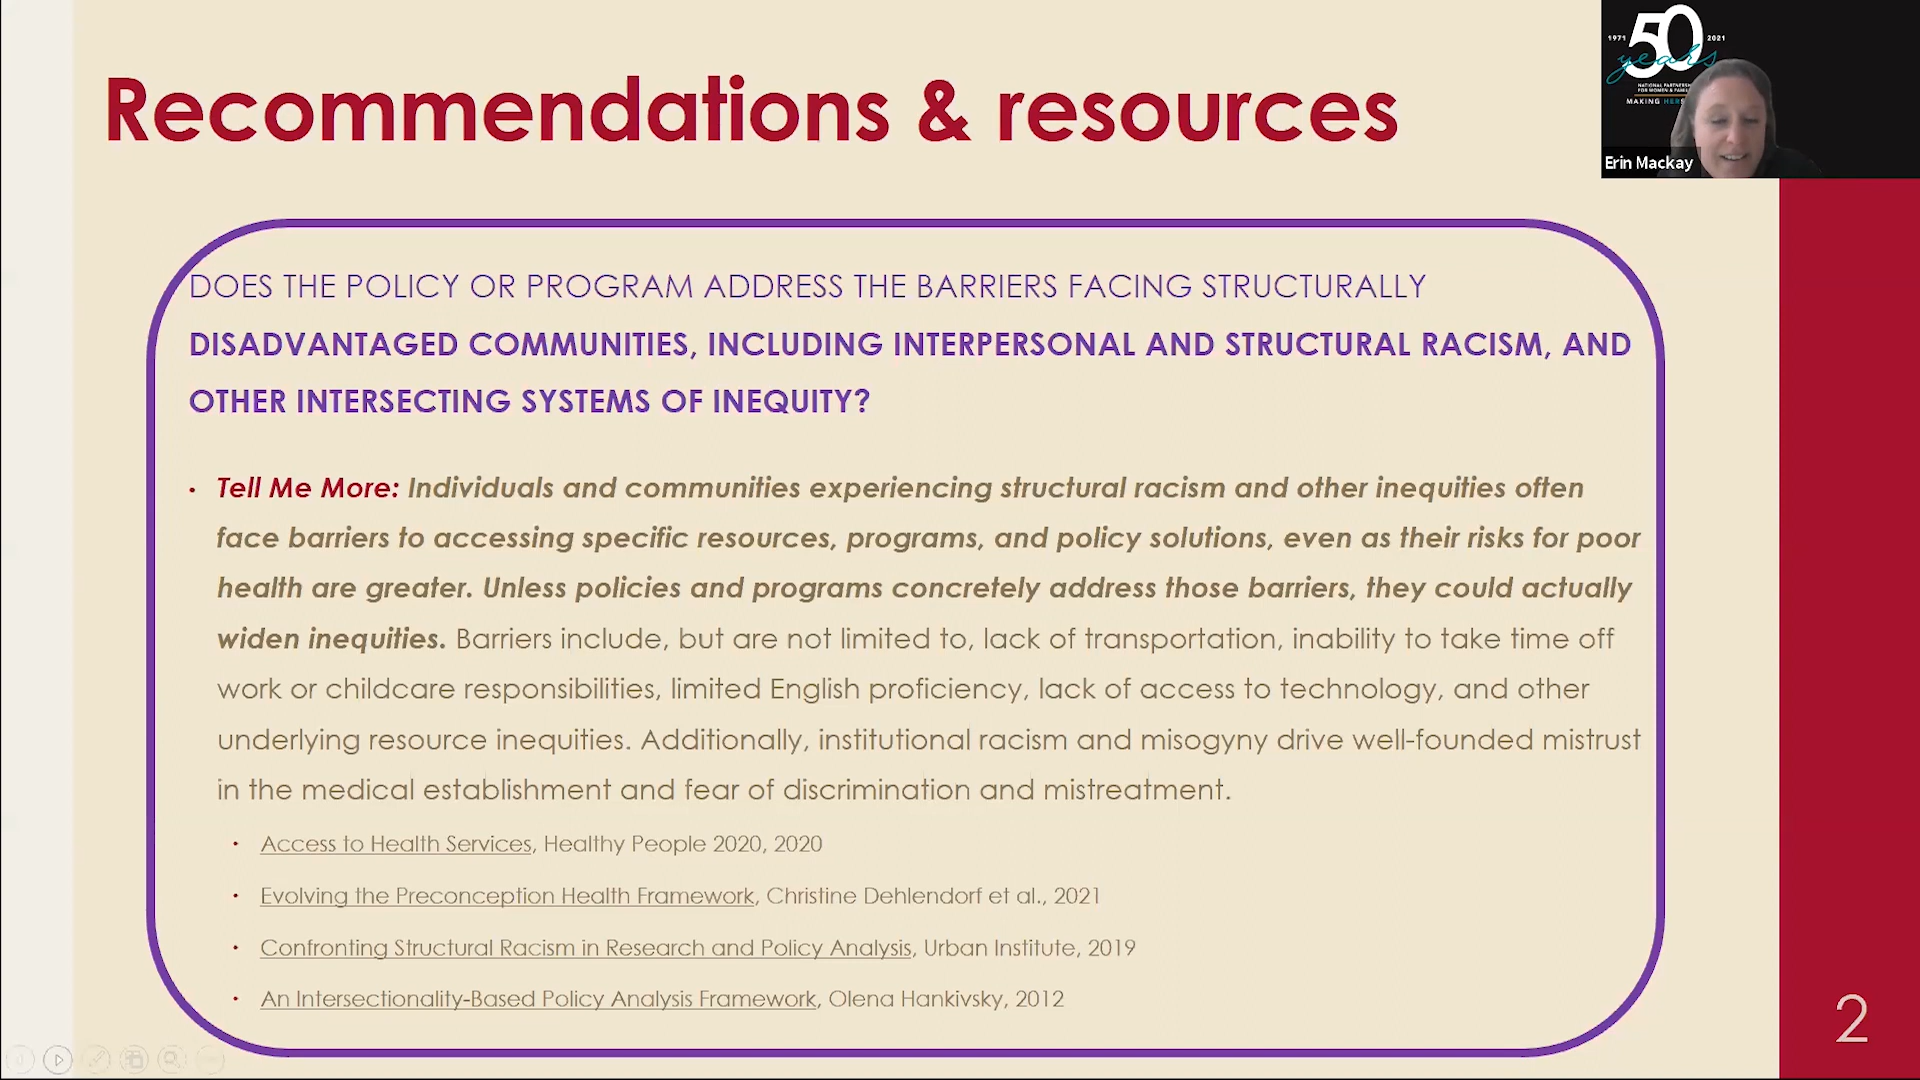 Recommendations & resources
1971 50 2021
years
NATIONAL PARTNERSH
FOR WOMEN & FAMILI
MAKING HERS
Erin Mackay
DOES THE POLICY OR PROGRAM ADDRESS THE BARRIERS FACING STRUCTURALLY
DISADVANTAGED COMMUNITIES, INCLUDING INTERPERSONAL AND STRUCTURAL RACISM, AND
OTHER INTERSECTING SYSTEMS OF INEQUITY?
• Tell Me More: Individuals and communities experiencing structural racism and other inequities often
face barriers to accessing specific resources, programs, and policy solutions, even as their risks for poor
health are greater. Unless policies and programs concretely address those barriers, they could actually
widen inequities. Barriers include, but are not limited to, lack of transportation, inability to take time off
work or childcare responsibilities, limited English proficiency, lack of access to technology, and other
underlying resource inequities. Additionally, institutional racism and misogyny drive well-founded mistrust
in the medical establishment and fear of discrimination and mistreatment.
• Access to Health Services, Healthy People 2020, 2020
• Evolving the Preconception Health Framework, Christine Dehlendorf et al., 2021
• Confronting Structural Racism in Research and Policy Analysis, Urban Institute, 2019
• An Intersectionality-Based Policy Analysis Framework, Olena Hankivsky, 2012
2